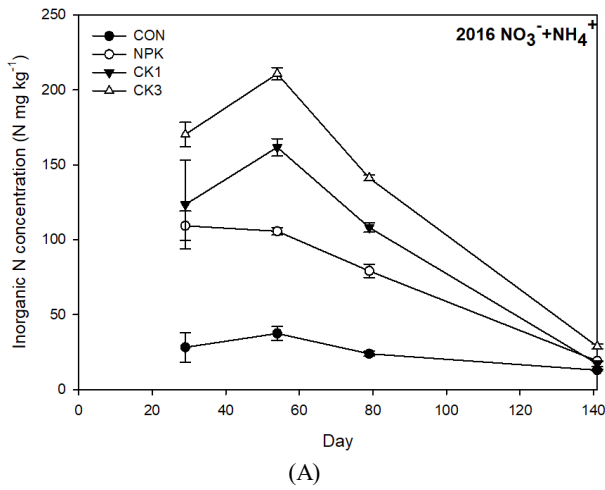 2016 NO₃⁻+NH₄⁺
CON
NPK
CK1
CK3
Inorganic N concentration (N mg kg⁻¹)
250
200
150
100
50
0
0 20 40 60 80 100 120 140
Day
(A)